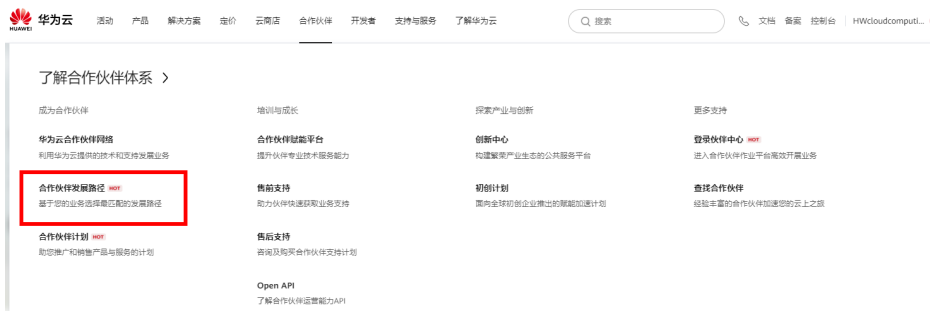 HUAWEI
华为云 活动 产品 解决方案 定价 云商店 合作伙伴 开发者 支持与服务 了解华为云 搜索 文档 备案 控制台 HWcloudcomputi...
了解合作伙伴体系 >
成为合作伙伴 培训与成长 探索产业与创新 更多支持
华为云合作伙伴网络 合作伙伴赋能平台 创新中心 登录伙伴中心 HOT
利用华为云提供的技术和支持发展业务 提升伙伴专业技术服务能力 构建繁荣产业生态的公共服务平台 进入合作伙伴作业平台高效开展业务
合作伙伴发展路径 HOT 售前支持 初创计划 查找合作伙伴
基于您的业务选择最匹配的发展路径 助力伙伴快速获取业务支持 面向全球初创企业推出的赋能加速计划 经验丰富的合作伙伴加速您的云上之旅
合作伙伴计划 HOT 售后支持
助您推广和销售产品与服务的计划 咨询及购买合作伙伴支持计划
Open API
了解合作伙伴运营能力API